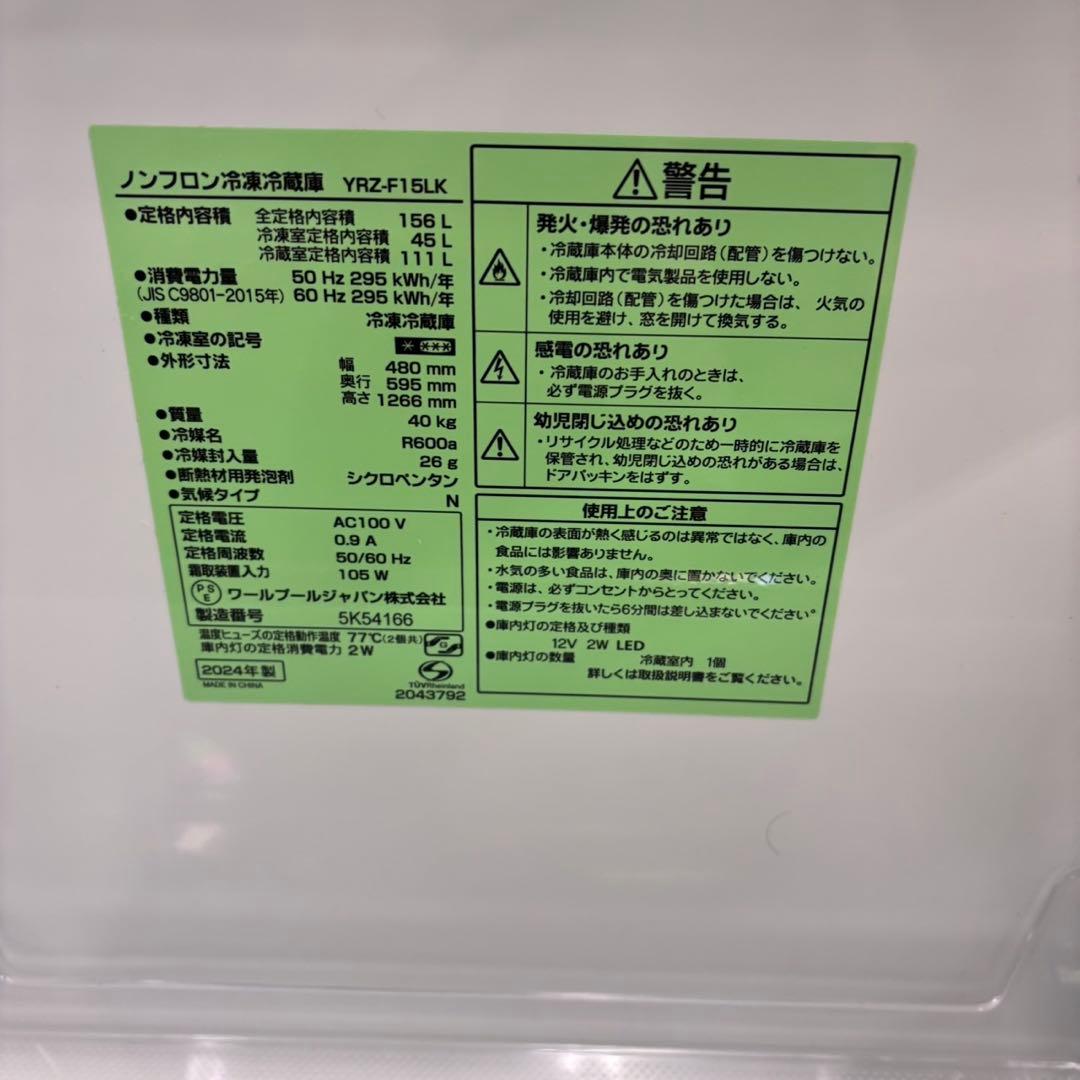 ノンフロン冷凍冷蔵庫 YRZ-F15LK
●定格内容積 全定格内容積 156 L
冷凍室定格内容積 45 L
冷蔵室定格内容積 111 L
●消費電力量 50 Hz 295 kWh/年
(JIS C9801-2015年) 60 Hz 295 kWh/年
●種類 冷凍冷蔵庫
●冷凍室の記号 * ***
●外形寸法 幅 480 mm
奥行 595 mm
高さ 1266 mm
●質量 40 kg
●冷媒名 R600a
●冷媒封入量 26 g
●断熱材用発泡剤 シクロペンタン
●気候タイプ N
定格電圧 AC100 V
定格電流 0.9 A
定格周波数 50/60 Hz
霜取装置入力 105 W
PSE ワールプールジャパン株式会社
製造番号 5K54166
温度ヒューズの定格動作温度 77℃(2個共)
庫内灯の定格消費電力 2W
2024年製
MADE IN CHINA
TÜVRheinland
2043792
警告
発火・爆発の恐れあり
・冷蔵庫本体の冷却回路(配管)を傷つけない。
・冷蔵庫内で電気製品を使用しない。
・冷却回路(配管)を傷つけた場合は、火気の
使用を避け、窓を開けて換気する。
感電の恐れあり
・冷蔵庫のお手入れのときは、
必ず電源プラグを抜く。
幼児閉じ込めの恐れあり
・リサイクル処理などのため一時的に冷蔵庫を
保管され、幼児閉じ込めの恐れがある場合は、
ドアパッキンをはずす。
使用上のご注意
・冷蔵庫の表面が熱く感じるのは異常ではなく、庫内の
食品には影響ありません。
・水気の多い食品は、庫内の奥に置かないでください。
・電源は、必ずコンセントからとってください。
・電源プラグを抜いたら6分間は差し込まないでください。
●庫内灯の定格及び種類
12V 2W LED
●庫内灯の数量 冷蔵室内 1個
詳しくは取扱説明書をご覧ください。